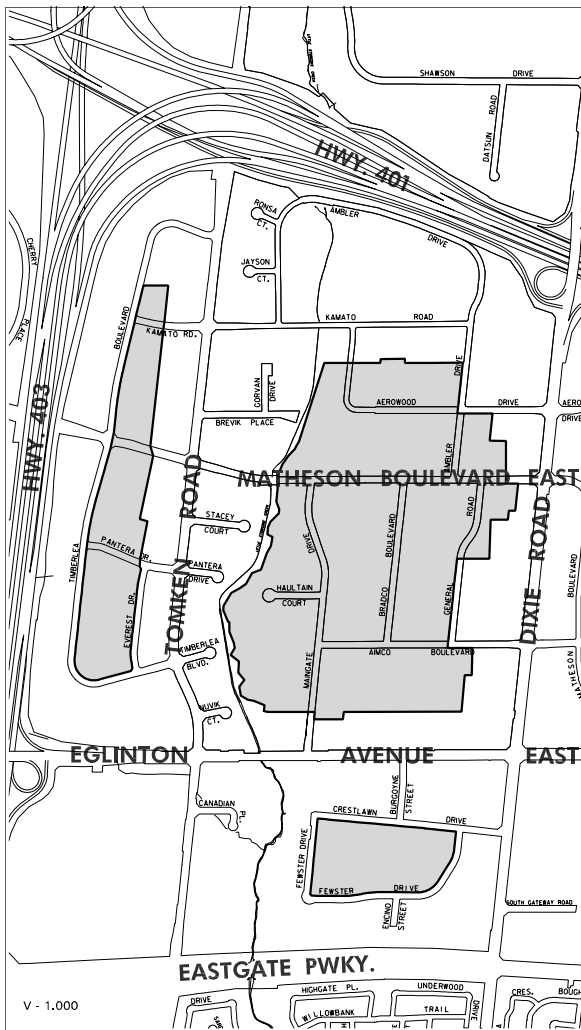 SHAWSON DRIVE
DATSUN ROAD
HWY. 401
RONSA CT.
AMBLER DRIVE
JAYSON CT.
CHERRY PLACE
BOULEVARD
KAMATO RD.
KAMATO ROAD
GORVAN DRIVE
BREVIK PLACE
AEROWOOD DRIVE
DRIVE
AMBLER
HWY. 403
MATHESON BOULEVARD EAST
TOMKEN ROAD
STACEY COURT
DRIVE
BOULEVARD
ROAD
DIXIE ROAD
BOULEVARD
PANTERA DR.
PANTERA DRIVE
TIMBERLEA
HAULTAIN COURT
BRADCO
GENERAL
EVEREST DR.
TIMBERLEA BLVD.
AIMCO BOULEVARD
MAINGATE
MATHESON
NUVIK CT.
EGLINTON AVENUE EAST
BURGOYNE STREET
CANADIAN PL.
CRESTLAWN DRIVE
FEWSTER DRIVE
FEWSTER DRIVE
ENCINO STREET
SOUTH GATEWAY ROAD
EASTGATE PWKY.
HIGHGATE PL.
UNDERWOOD DRIVE
CRES.
DRIVE
WILLOWBANK TRAIL
V - 1.000